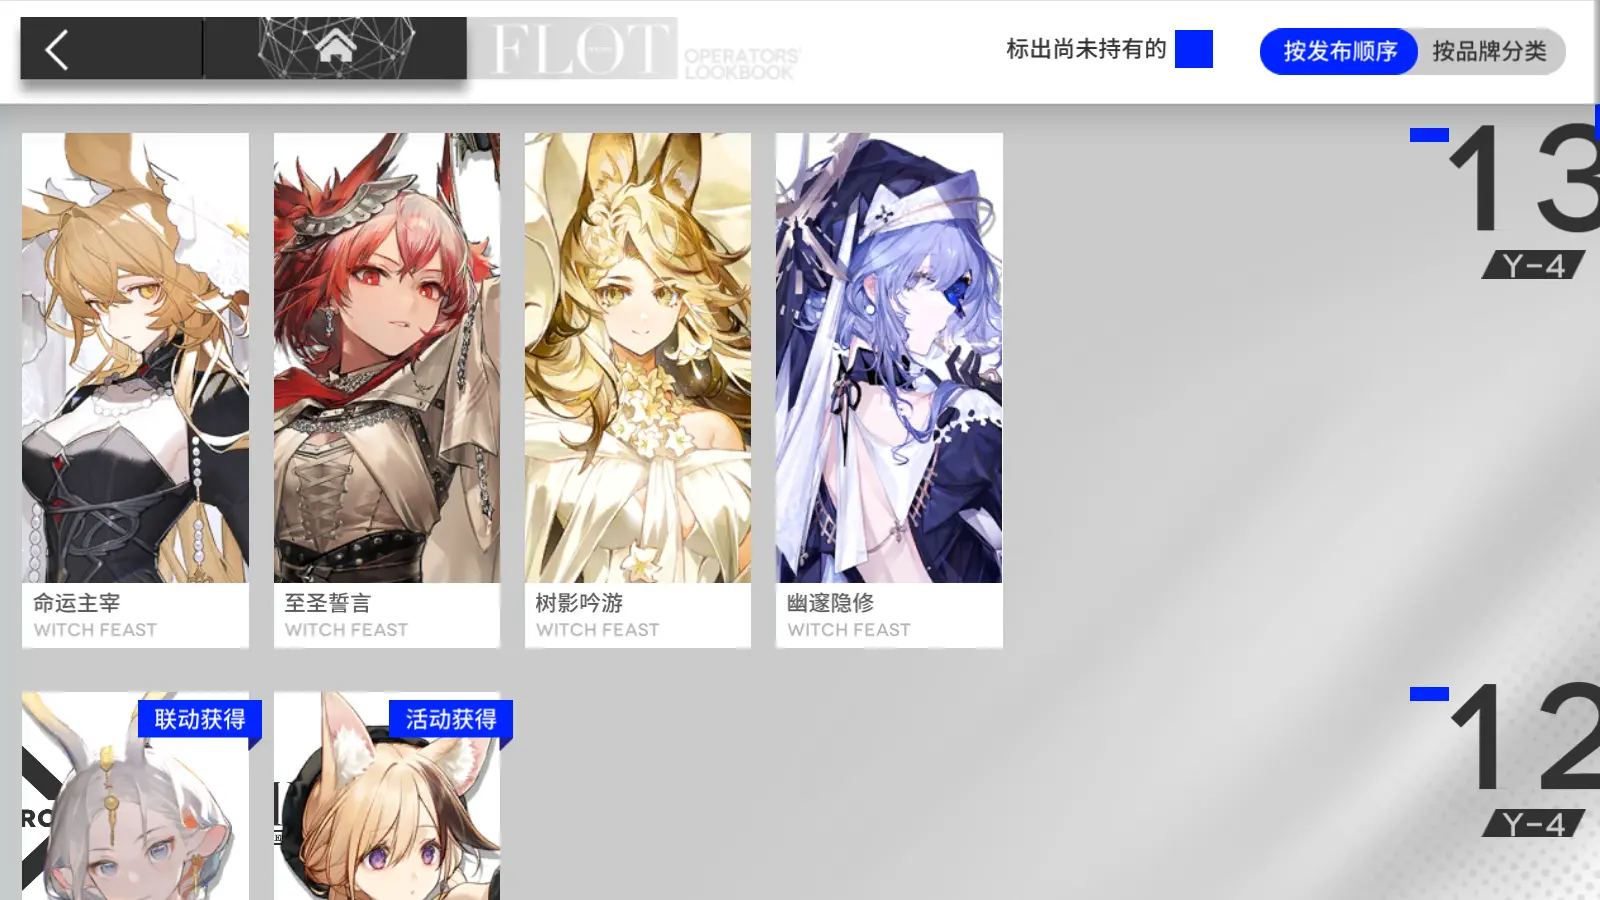 FLOT
OPERATORS'
LOOKBOOK
标出尚未持有的
按发布顺序
按品牌分类
13
Y-4
命运主宰
WITCH FEAST
至圣誓言
WITCH FEAST
树影吟游
WITCH FEAST
幽邃隐修
WITCH FEAST
联动获得
活动获得
12
Y-4
RO